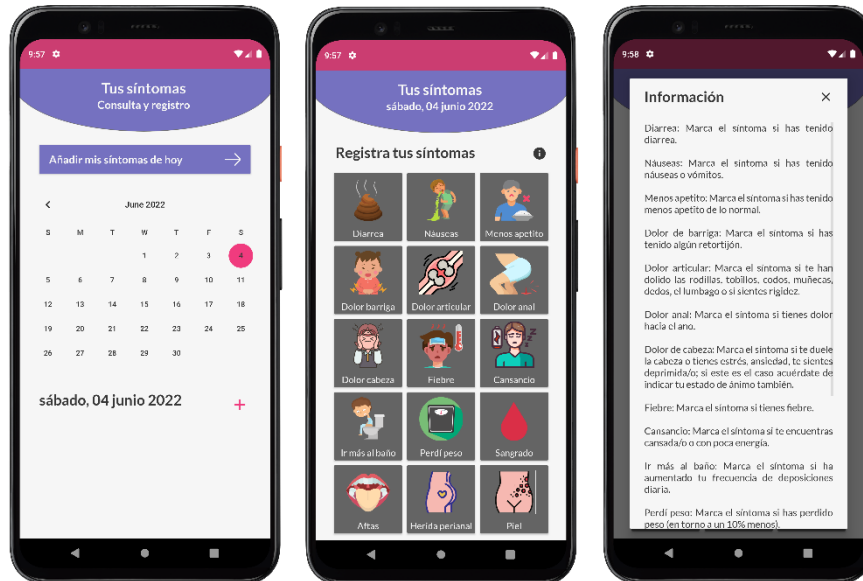 9:57
Tus síntomas
Consulta y registro
Añadir mis síntomas de hoy
June 2022
S M T W T F S
1 2 3 4
5 6 7 8 9 10 11
12 13 14 15 16 17 18
19 20 21 22 23 24 25
26 27 28 29 30
sábado, 04 junio 2022
9:57
Tus síntomas
sábado, 04 junio 2022
Registra tus síntomas
Diarrea
Náuseas
Menos apetito
Dolor barriga
Dolor articular
Dolor anal
Dolor cabeza
Fiebre
Cansancio
Ir más al baño
Perdí peso
Sangrado
Aftas
Herida perianal
Piel
9:58
Información
Diarrea: Marca el síntoma si has tenido
diarrea.
Náuseas: Marca el síntoma si has tenido
náuseas o vómitos.
Menos apetito: Marca el síntoma si has tenido
menos apetito de lo normal.
Dolor de barriga: Marca el síntoma si has
tenido algún retortijón.
Dolor articular: Marca el síntoma si te han
dolido las rodillas, tobillos, codos, muñecas,
dedos, el lumbago o si sientes rigidez.
Dolor anal: Marca el síntoma si tienes dolor
hacia el ano.
Dolor de cabeza: Marca el síntoma si te duele
la cabeza o tienes estrés, ansiedad, te sientes
deprimida/o; si este es el caso acuérdate de
indicar tu estado de ánimo también.
Fiebre: Marca el síntoma si tienes fiebre.
Cansancio: Marca el síntoma si te encuentras
cansada/o o con poca energía.
Ir más al baño: Marca el síntoma si ha
aumentado tu frecuencia de deposiciones
diaria.
Perdí peso: Marca el síntoma si has perdido
peso (en torno a un 10% menos).